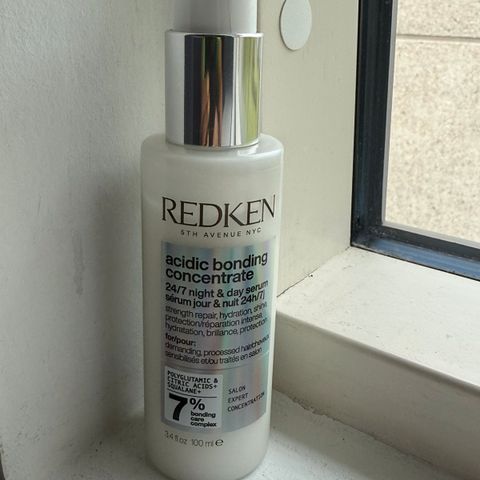 REDKEN
5TH AVENUE NYC
acidic bonding
concentrate
24/7 night & day serum
sérum jour & nuit 24h/7j
strength repair, hydration, shine,
protection/réparation intense,
hydratation, brillance, protection
for/pour:
demanding, processed hair/cheveux
sensibilisés et/ou traités en salon
POLYGLUTAMIC &
CITRIC ACIDS+
SQUALANE+
7%
bonding
care
complex
SALON
EXPERT
CONCENTRATION
3.4 fl oz 100 ml e